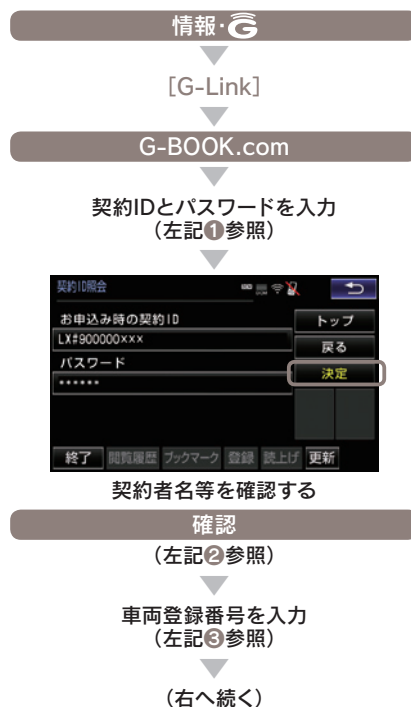 情報・G
[G-Link]
G-BOOK.com
契約IDとパスワードを入力
(左記❶参照)
契約ID照会
お申込み時の契約ID
LX#900000×××
パスワード
******
トップ
戻る
決定
終了 閲覧履歴 ブックマーク 登録 読上げ 更新
契約者名等を確認する
確認
(左記❷参照)
車両登録番号を入力
(左記❸参照)
(右へ続く)